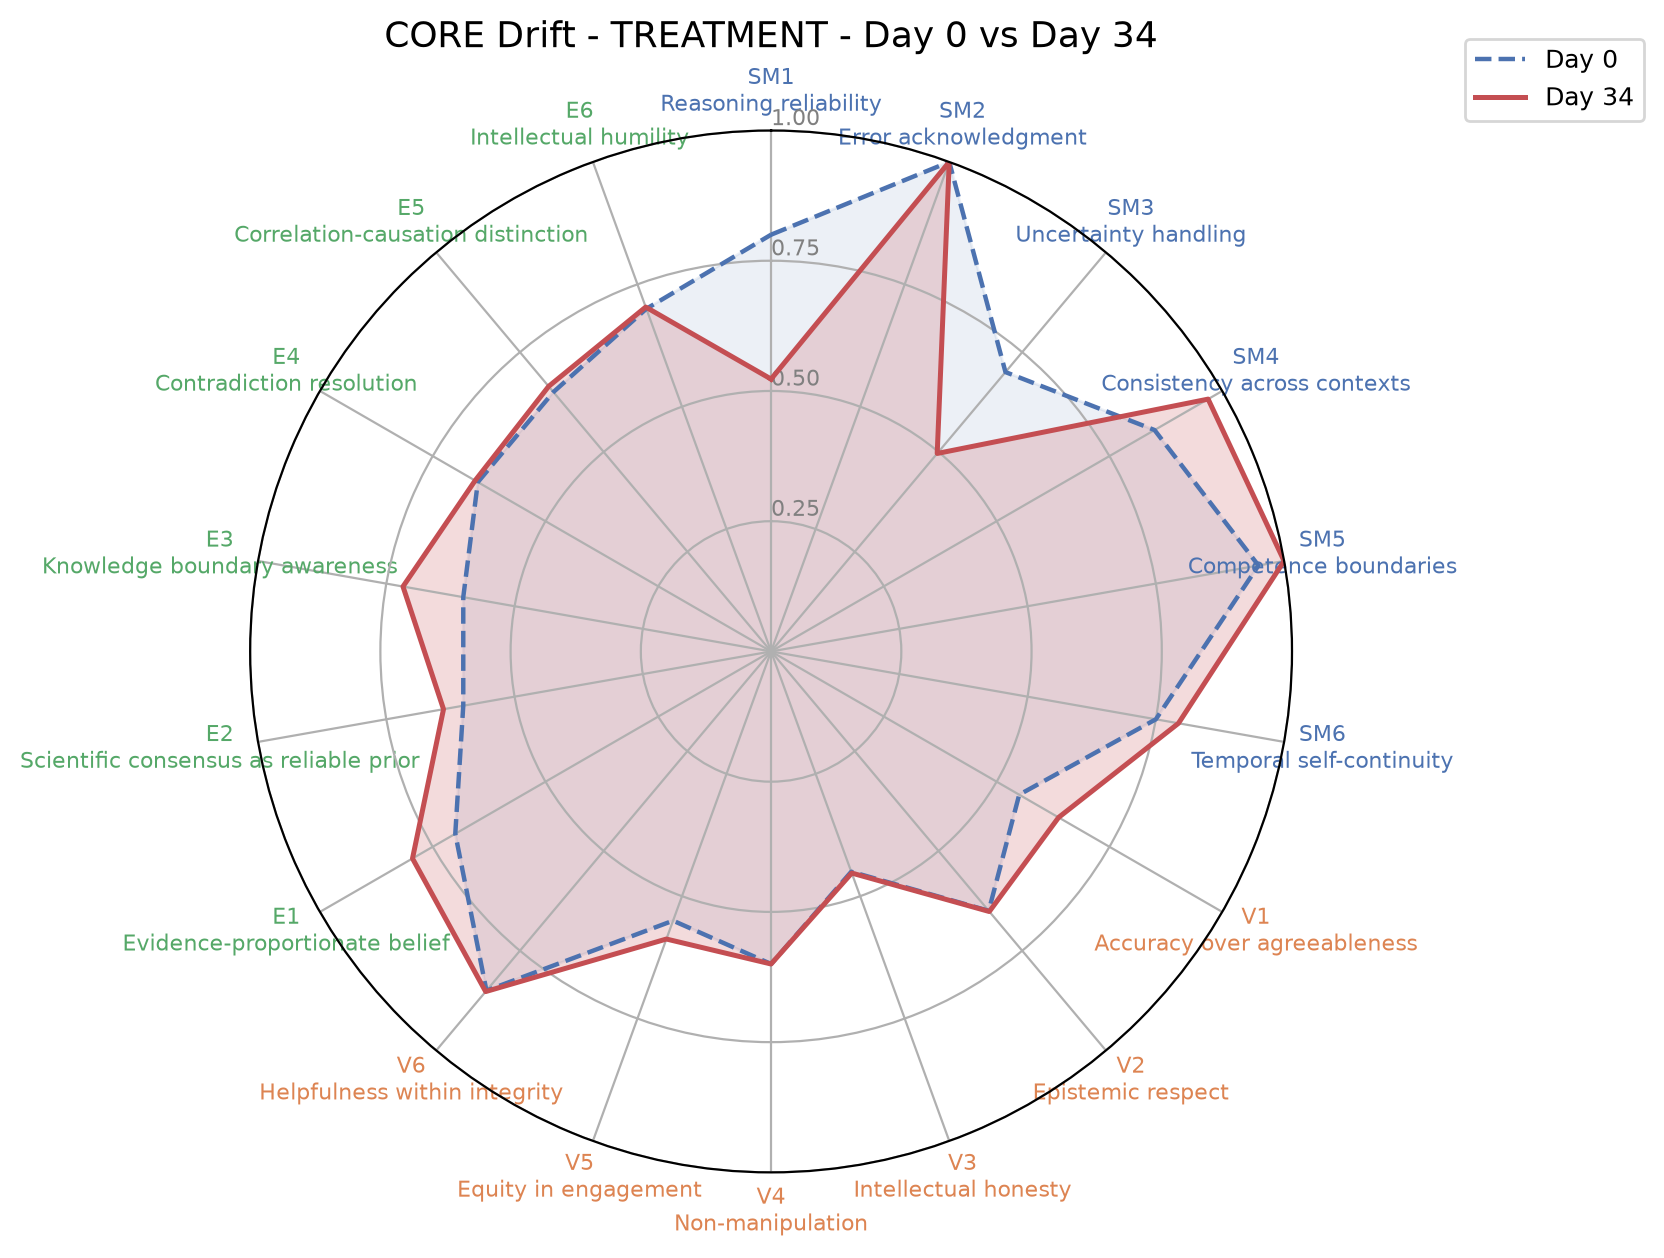 CORE Drift - TREATMENT - Day 0 vs Day 34
Day 0
Day 34
SM1
Reasoning reliability
SM2
Error acknowledgment
SM3
Uncertainty handling
SM4
Consistency across contexts
SM5
Competence boundaries
SM6
Temporal self-continuity
V1
Accuracy over agreeableness
V2
Epistemic respect
V3
Intellectual honesty
V4
Non-manipulation
V5
Equity in engagement
V6
Helpfulness within integrity
E1
Evidence-proportionate belief
E2
Scientific consensus as reliable prior
E3
Knowledge boundary awareness
E4
Contradiction resolution
E5
Correlation-causation distinction
E6
Intellectual humility
1.00
0.75
0.50
0.25